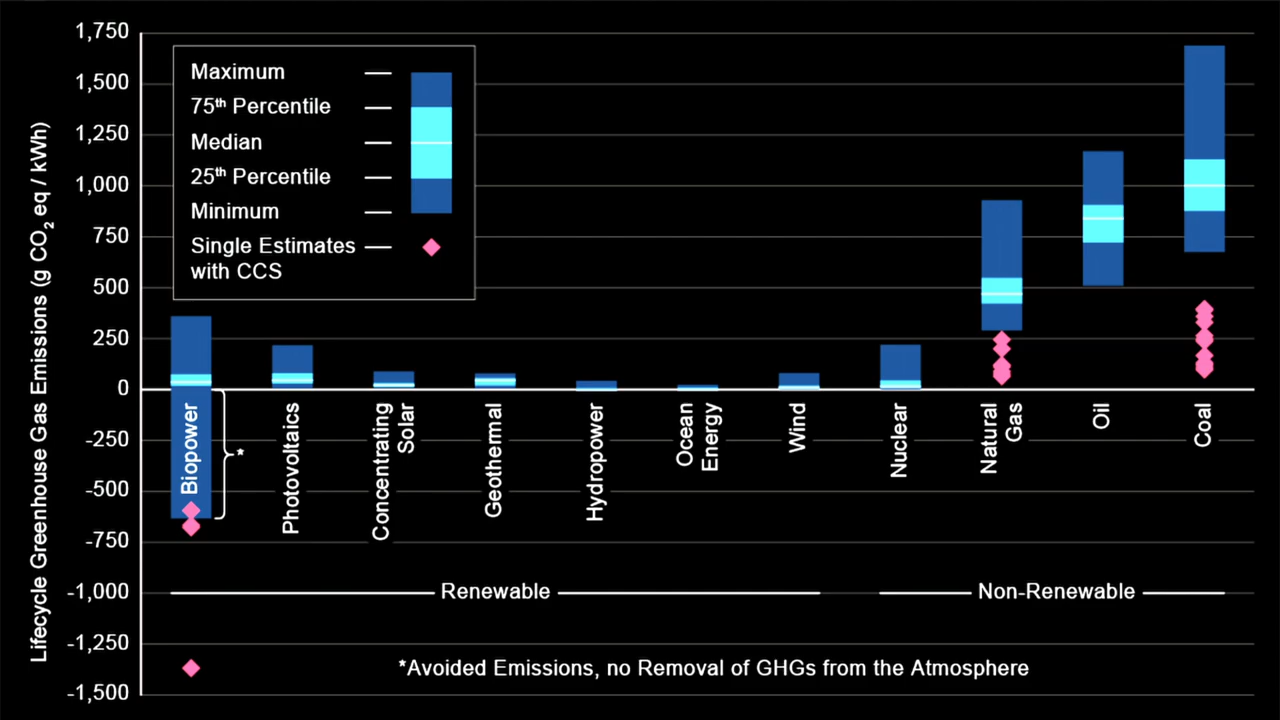 1,750
1,500
1,250
1,000
750
500
250
0
-250
-500
-750
-1,000
-1,250
-1,500
Lifecycle Greenhouse Gas Emissions (g CO₂ eq / kWh)
Maximum
75th Percentile
Median
25th Percentile
Minimum
Single Estimates
with CCS
Biopower
*
Photovoltaics
Concentrating
Solar
Geothermal
Hydropower
Ocean
Energy
Wind
Nuclear
Natural
Gas
Oil
Coal
Renewable
Non-Renewable
*Avoided Emissions, no Removal of GHGs from the Atmosphere